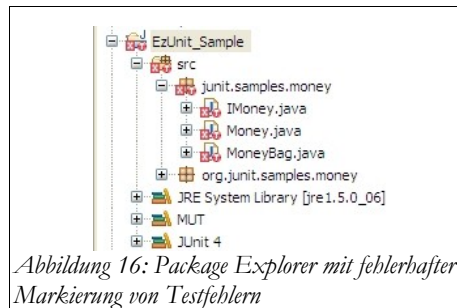 EzUnit_Sample
src
junit.samples.money
IMoney.java
Money.java
MoneyBag.java
org.junit.samples.money
JRE System Library [jre1.5.0_06]
MUT
JUnit 4
Abbildung 16: Package Explorer mit fehlerhafter
Markierung von Testfehlern